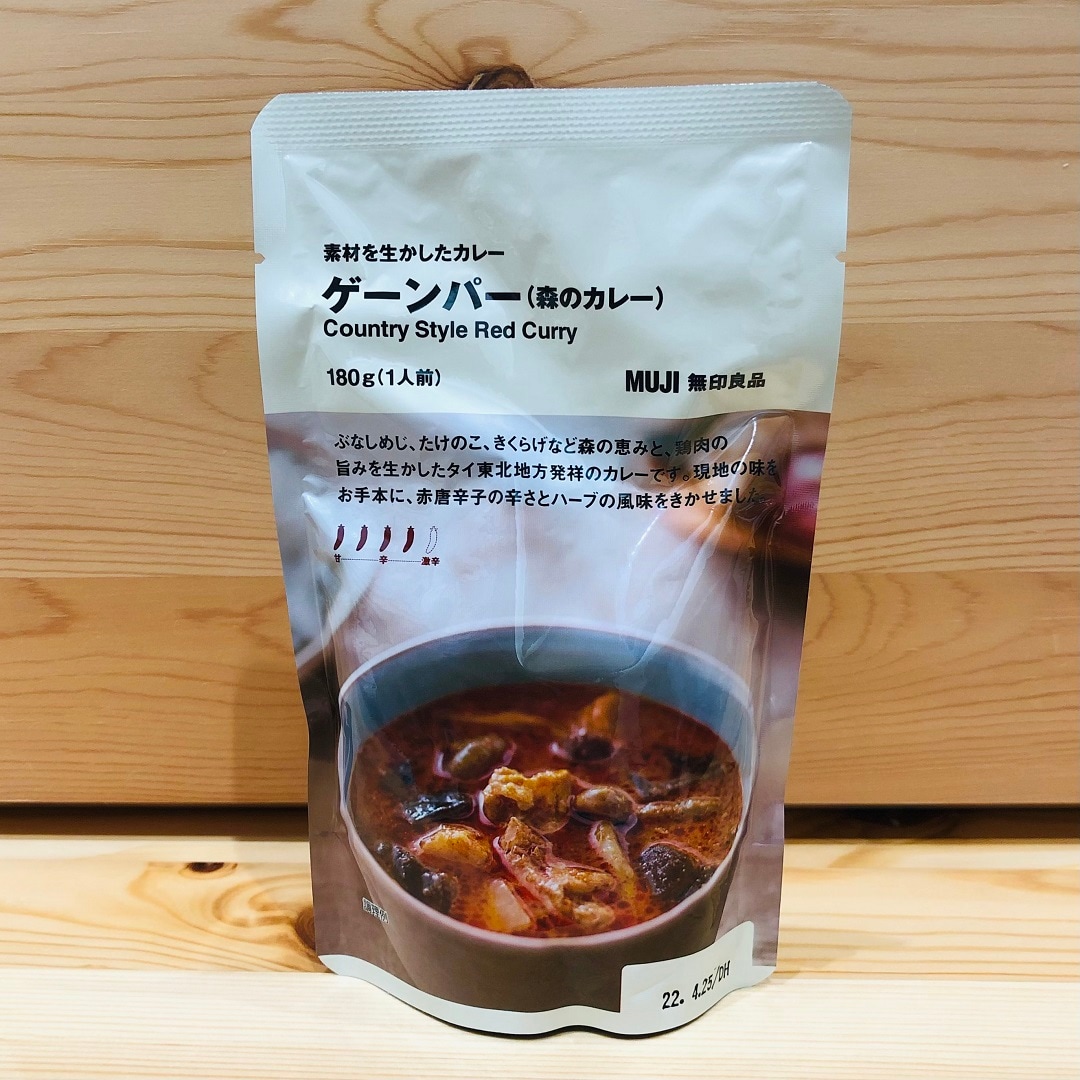 素材を生かしたカレー
ゲーンパー(森のカレー)
Country Style Red Curry
180g(1人前)
MUJI 無印良品
ぶなしめじ、たけのこ、きくらげなど森の恵みと、鶏肉の
旨みを生かしたタイ東北地方発祥のカレーです。現地の味を
お手本に、赤唐辛子の辛さとハーブの風味をきかせました。
甘 辛 激辛
調理例
22. 4.25/DH